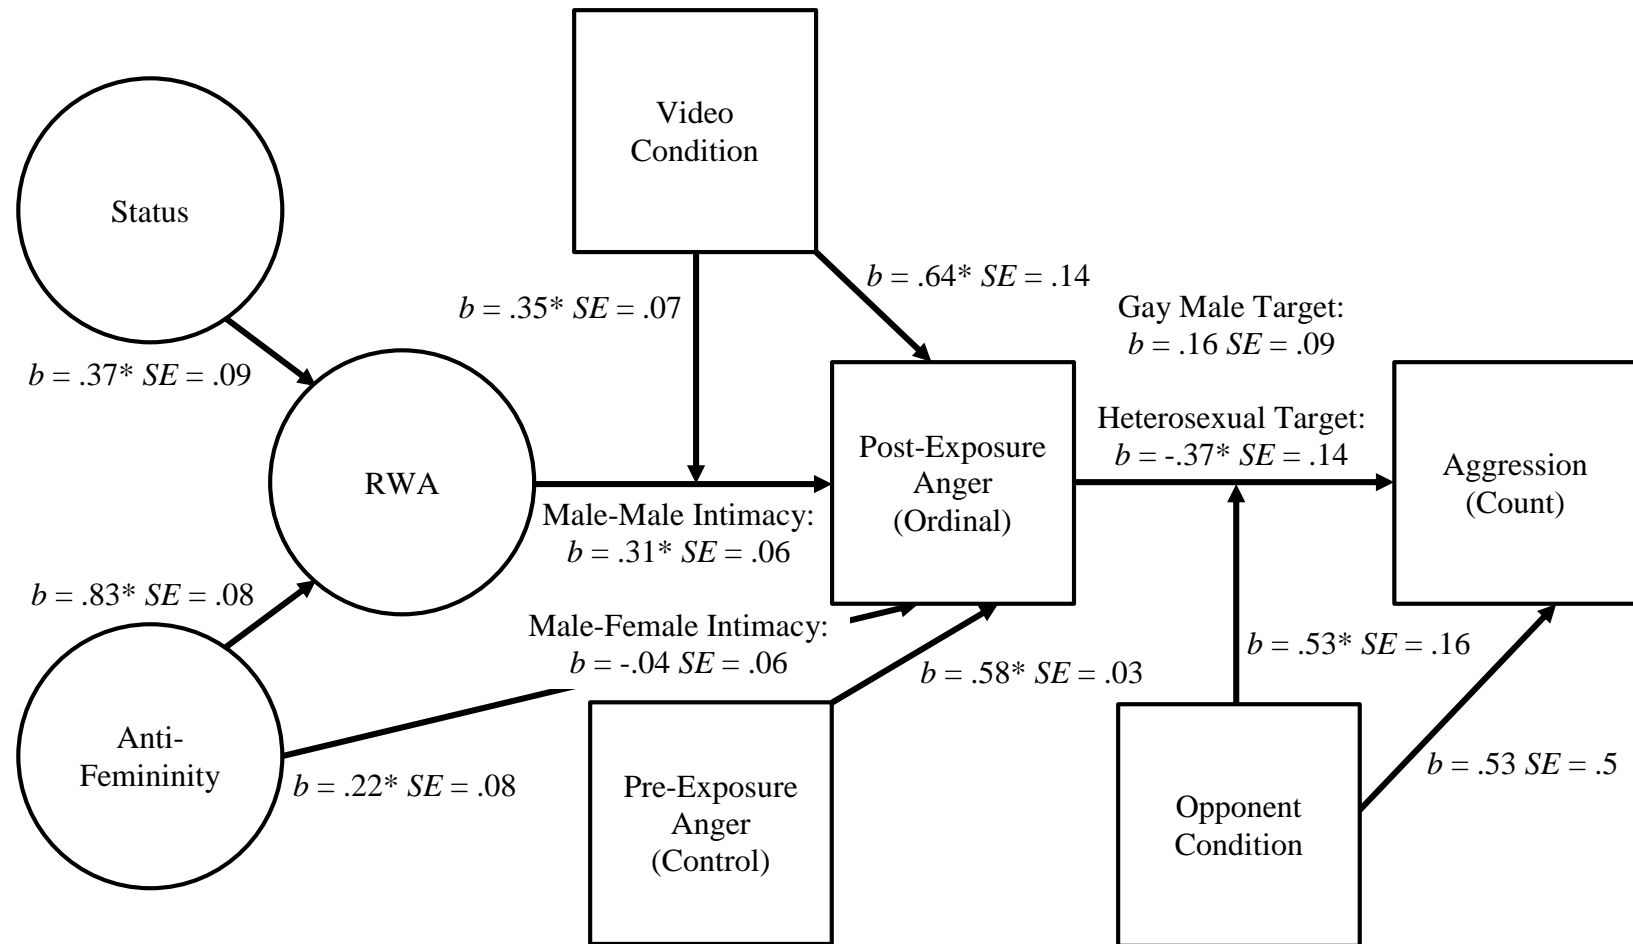 Video
Condition
Status
b = .64* SE = .14
b = .35* SE = .07
Gay Male Target:
b = .16 SE = .09
b = .37* SE = .09
Heterosexual Target:
b = -.37* SE = .14
RWA
Post-Exposure
Anger
(Ordinal)
Aggression
(Count)
Male-Male Intimacy:
b = .31* SE = .06
b = .83* SE = .08
Male-Female Intimacy:
b = -.04 SE = .06
b = .58* SE = .03
b = .53* SE = .16
Anti-
Femininity
b = .22* SE = .08
Pre-Exposure
Anger
(Control)
Opponent
Condition
b = .53 SE = .5